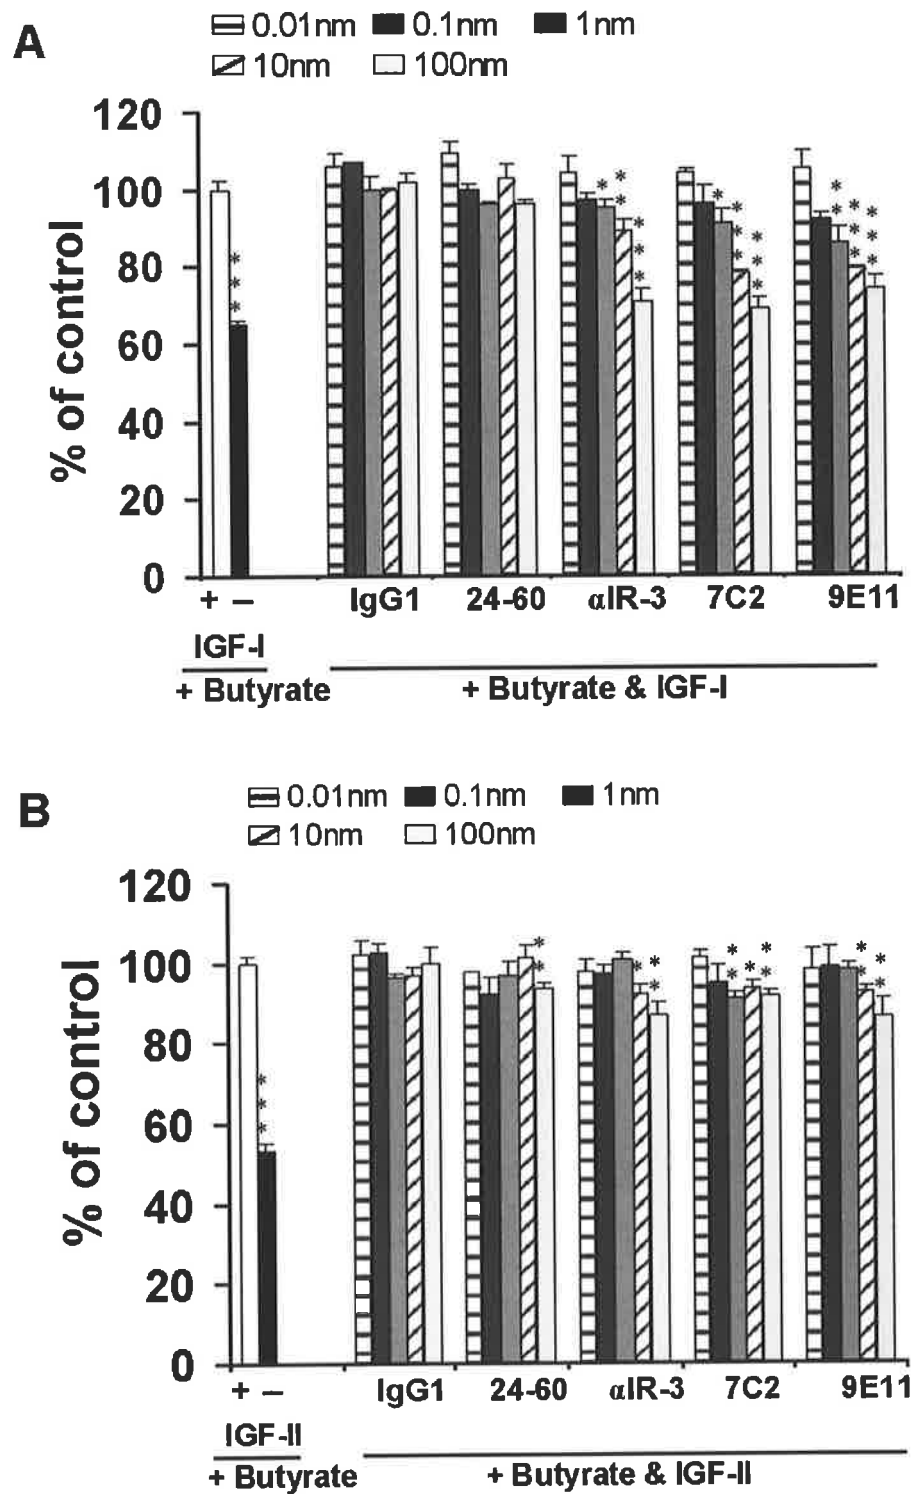 A
0.01nm 0.1nm 1nm
10nm 100nm
120
100
80
60
40
20
0
% of control
* * *
* * * * * *
* * * * * *
* * * * * * * *
+ – IgG1 24-60 αIR-3 7C2 9E11
IGF-I
+ Butyrate + Butyrate & IGF-I
B
0.01nm 0.1nm 1nm
10nm 100nm
120
100
80
60
40
20
0
% of control
* * *
* *
* * *
* * * * *
* * * *
+ – IgG1 24-60 αIR-3 7C2 9E11
IGF-II
+ Butyrate + Butyrate & IGF-II